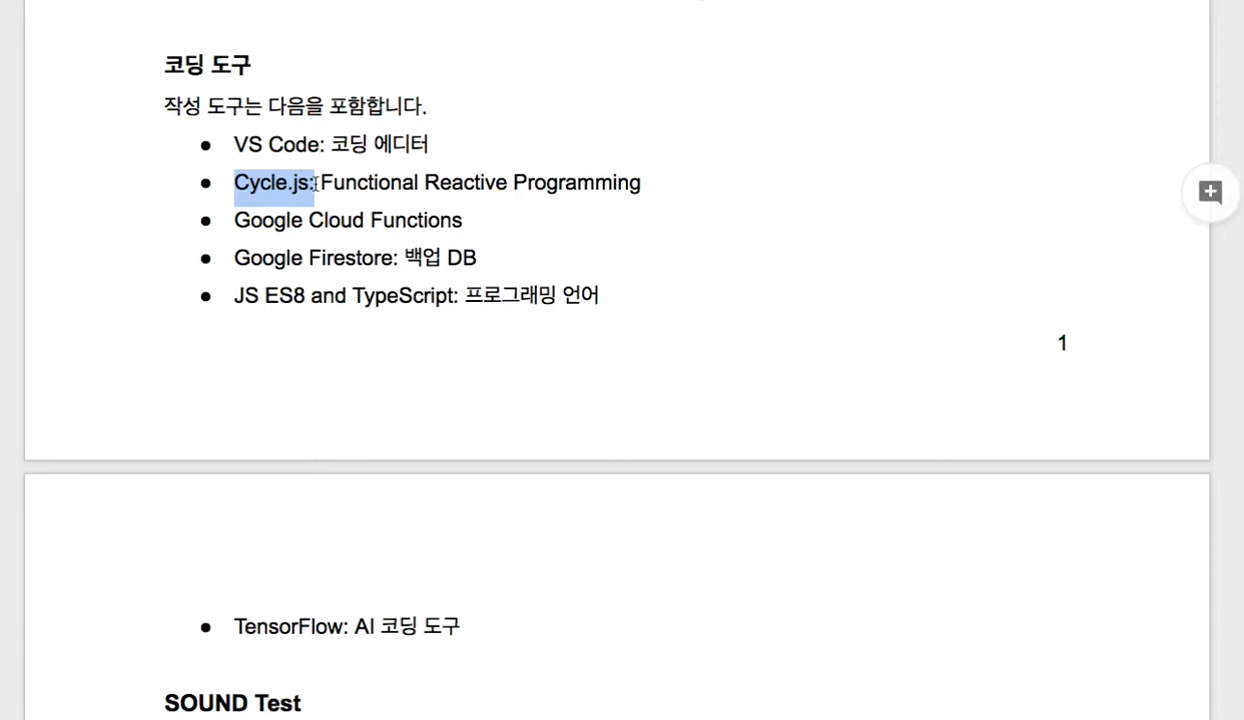 코딩 도구
작성 도구는 다음을 포함합니다.
● VS Code: 코딩 에디터
● Cycle.js: Functional Reactive Programming
● Google Cloud Functions
● Google Firestore: 백업 DB
● JS ES8 and TypeScript: 프로그래밍 언어
1
● TensorFlow: AI 코딩 도구
SOUND Test